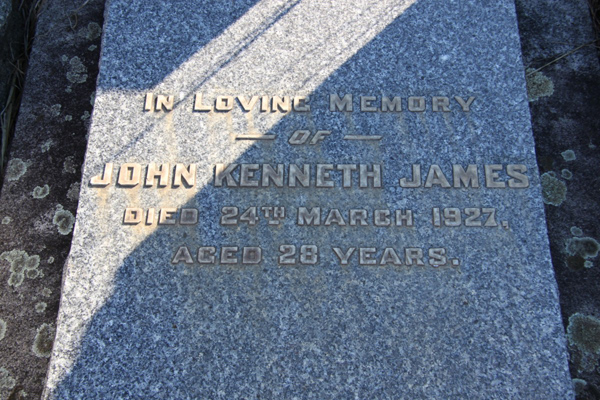 In Loving Memory
— OF —
JOHN KENNETH JAMES
Died 24TH March 1927,
Aged 28 years.